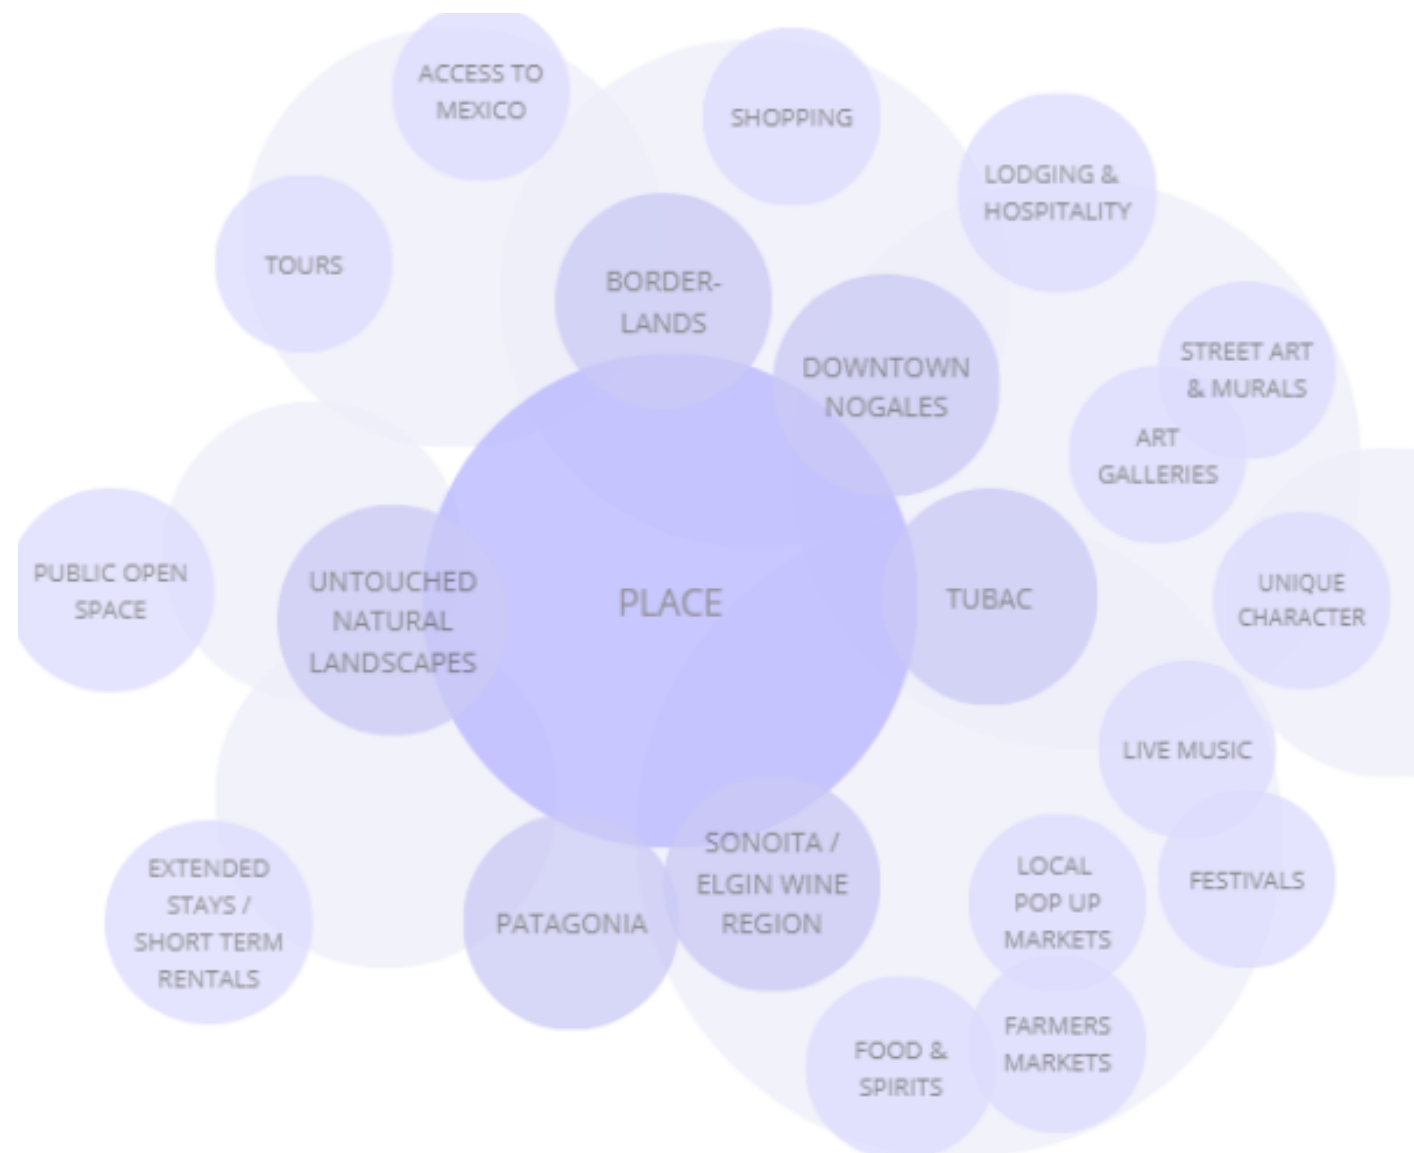 ACCESS TO
MEXICO
SHOPPING
LODGING &
HOSPITALITY
TOURS
BORDER-
LANDS
DOWNTOWN
NOGALES
STREET ART
& MURALS
ART
GALLERIES
PUBLIC OPEN
SPACE
UNTOUCHED
NATURAL
LANDSCAPES
PLACE
TUBAC
UNIQUE
CHARACTER
LIVE MUSIC
EXTENDED
STAYS /
SHORT TERM
RENTALS
PATAGONIA
SONOITA /
ELGIN WINE
REGION
LOCAL
POP UP
MARKETS
FESTIVALS
FOOD &
SPIRITS
FARMERS
MARKETS